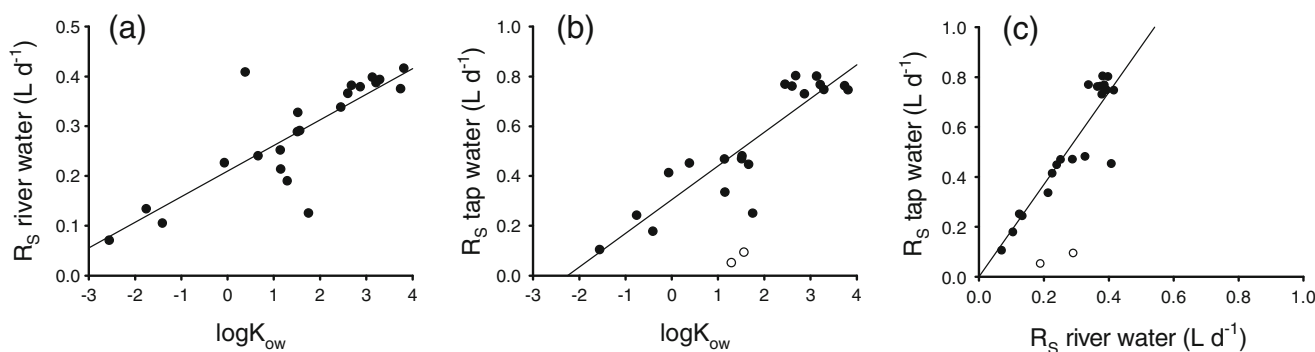 (a)
R_S river water (L d⁻¹)
0.5
0.4
0.3
0.2
0.1
0.0
-3 -2 -1 0 1 2 3 4
logK_ow
(b)
R_S tap water (L d⁻¹)
1.0
0.8
0.6
0.4
0.2
0.0
-3 -2 -1 0 1 2 3 4
logK_ow
(c)
R_S tap water (L d⁻¹)
1.0
0.8
0.6
0.4
0.2
0.0
0.0 0.2 0.4 0.6 0.8 1.0
R_S river water (L d⁻¹)